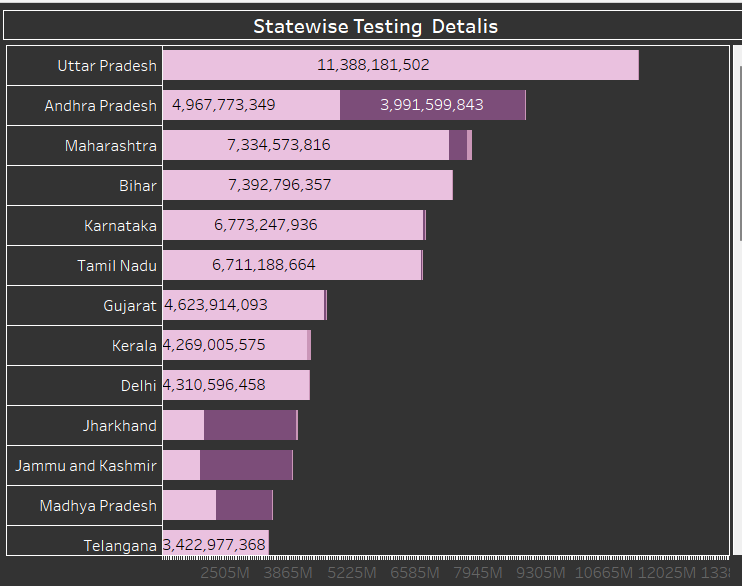 Statewise Testing Detalis
Uttar Pradesh 11,388,181,502
Andhra Pradesh 4,967,773,349 3,991,599,843
Maharashtra 7,334,573,816
Bihar 7,392,796,357
Karnataka 6,773,247,936
Tamil Nadu 6,711,188,664
Gujarat 4,623,914,093
Kerala 4,269,005,575
Delhi 4,310,596,458
Jharkhand
Jammu and Kashmir
Madhya Pradesh
Telangana 3,422,977,368
2505M 3865M 5225M 6585M 7945M 9305M 10665M 12025M